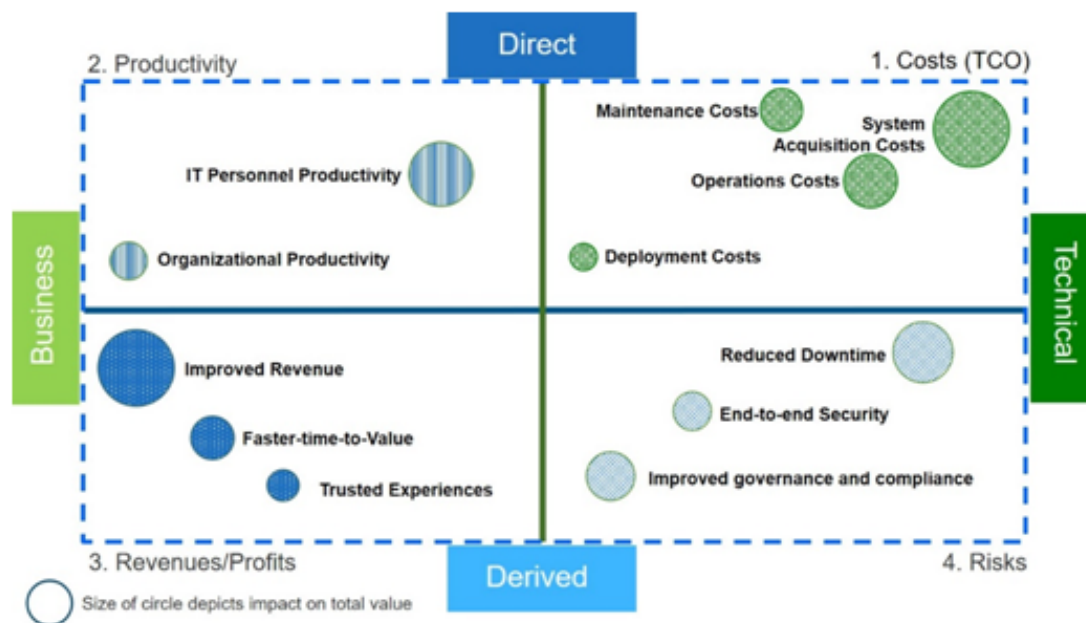 Direct
2. Productivity
1. Costs (TCO)
Maintenance Costs
System
Acquisition Costs
IT Personnel Productivity
Operations Costs
Organizational Productivity
Deployment Costs
Business
Technical
Improved Revenue
Reduced Downtime
End-to-end Security
Faster-time-to-Value
Improved governance and compliance
Trusted Experiences
3. Revenues/Profits
Derived
4. Risks
Size of circle depicts impact on total value